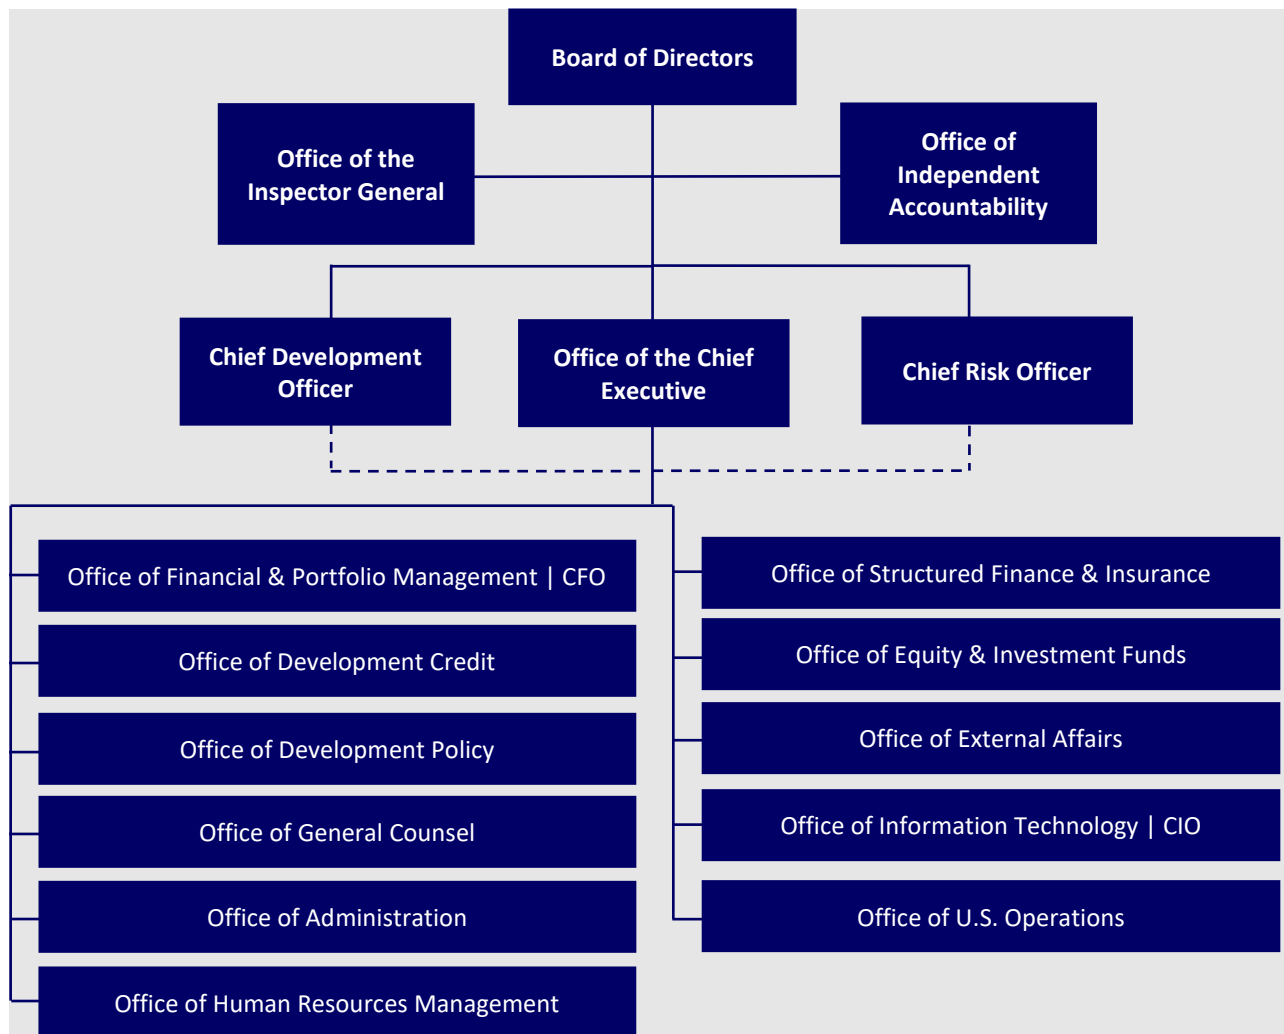 Board of Directors
Office of the
Inspector General
Office of
Independent
Accountability
Chief Development
Officer
Office of the Chief
Executive
Chief Risk Officer
Office of Financial & Portfolio Management | CFO
Office of Development Credit
Office of Development Policy
Office of General Counsel
Office of Administration
Office of Human Resources Management
Office of Structured Finance & Insurance
Office of Equity & Investment Funds
Office of External Affairs
Office of Information Technology | CIO
Office of U.S. Operations